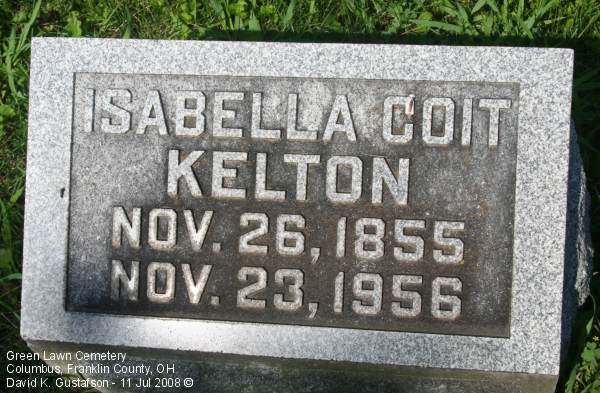 ISABELLA COIT
KELTON
NOV. 26, 1855
NOV. 23, 1956
Green Lawn Cemetery
Columbus, Franklin County, OH
David K. Gustafson - 11 Jul 2008 ©